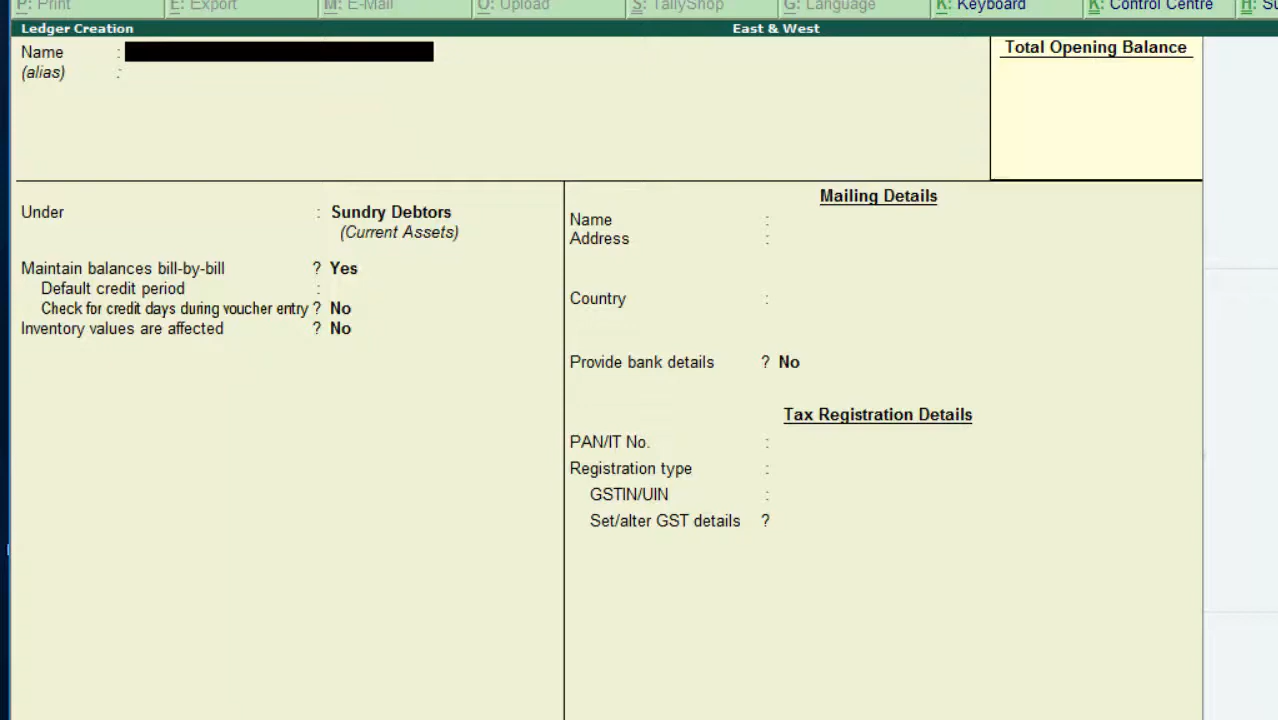 P: Print E: Export M: E-Mail O: Upload S: TallyShop G: Language K: Keyboard K: Control Centre H:
Ledger Creation East & West
Name :
(alias) :
Total Opening Balance
Under : Sundry Debtors
(Current Assets)
Maintain balances bill-by-bill ? Yes
Default credit period :
Check for credit days during voucher entry ? No
Inventory values are affected ? No
Mailing Details
Name :
Address :
Country :
Provide bank details ? No
Tax Registration Details
PAN/IT No. :
Registration type :
GSTIN/UIN :
Set/alter GST details ?